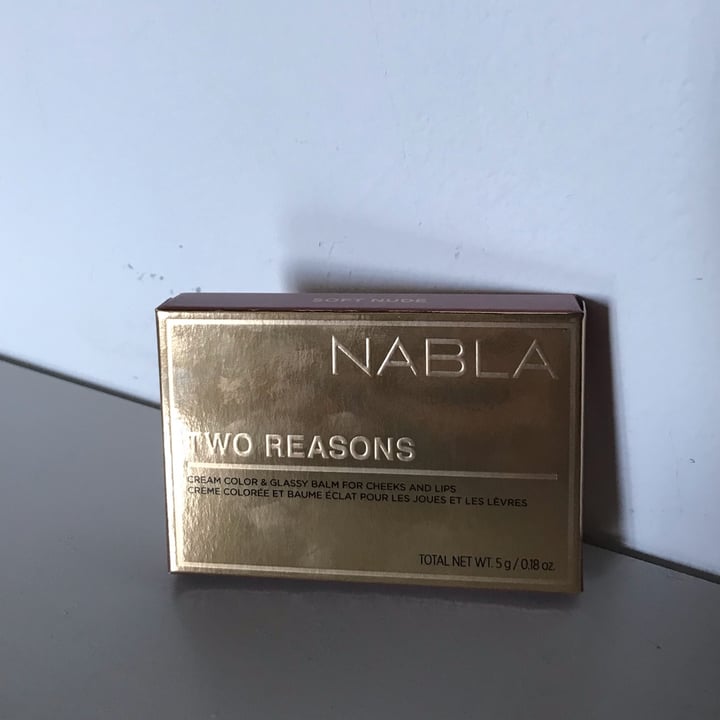 SOFT NUDE
NABLA
TWO REASONS
CREAM COLOR & GLASSY BALM FOR CHEEKS AND LIPS
CRÈME COLORÉE ET BAUME ÉCLAT POUR LES JOUES ET LES LÈVRES
TOTAL NET WT. 5 g / 0.18 oz.